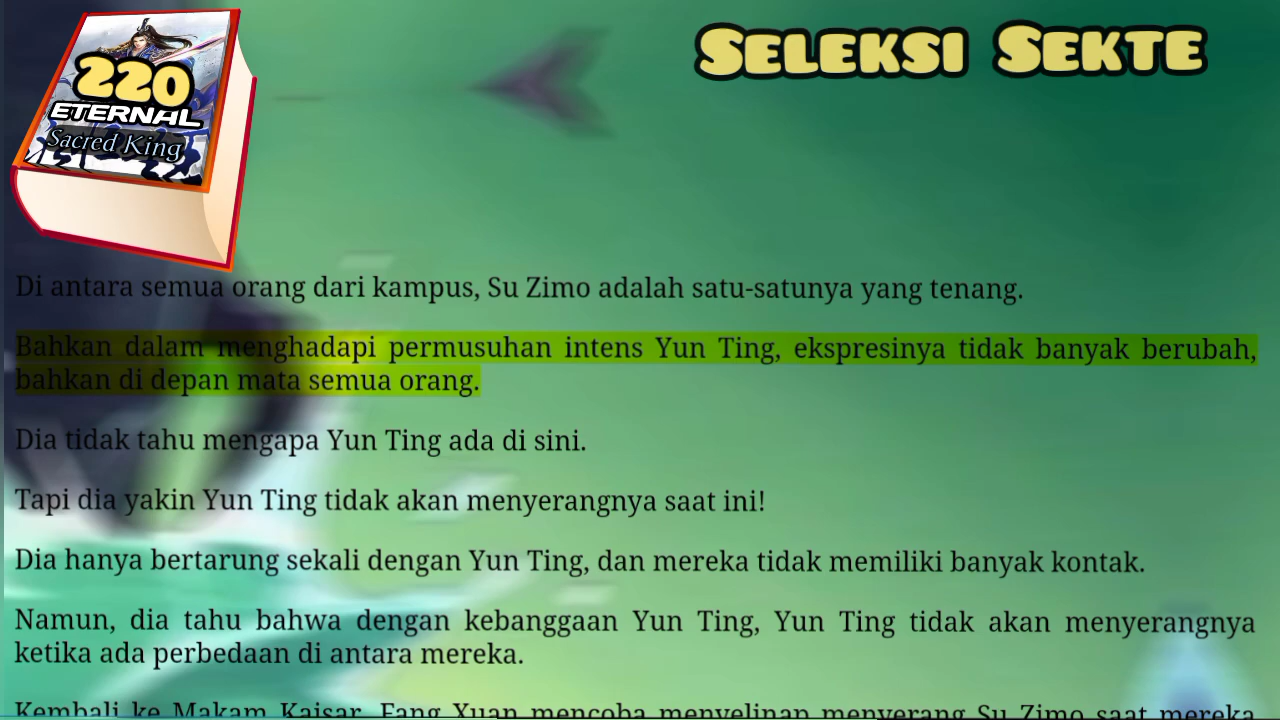 220
ETERNAL
Sacred King
SELEKSI SEKTE
Di antara semua orang dari kampus, Su Zimo adalah satu-satunya yang tenang.
Bahkan dalam menghadapi permusuhan intens Yun Ting, ekspresinya tidak banyak berubah,
bahkan di depan mata semua orang.
Dia tidak tahu mengapa Yun Ting ada di sini.
Tapi dia yakin Yun Ting tidak akan menyerangnya saat ini!
Dia hanya bertarung sekali dengan Yun Ting, dan mereka tidak memiliki banyak kontak.
Namun, dia tahu bahwa dengan kebanggaan Yun Ting, Yun Ting tidak akan menyerangnya
ketika ada perbedaan di antara mereka.
Kembali ke Makam Kaisar, Fang Xuan mencoba menyelinap menyerang Su Zimo saat mereka